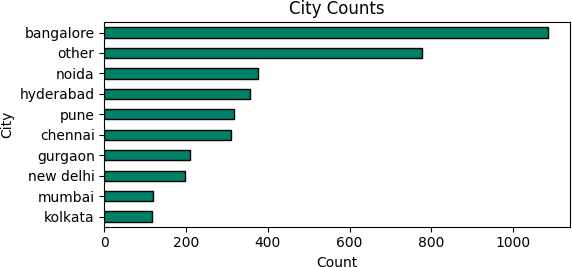 City Counts
City
bangalore
other
noida
hyderabad
pune
chennai
gurgaon
new delhi
mumbai
kolkata
0 200 400 600 800 1000
Count